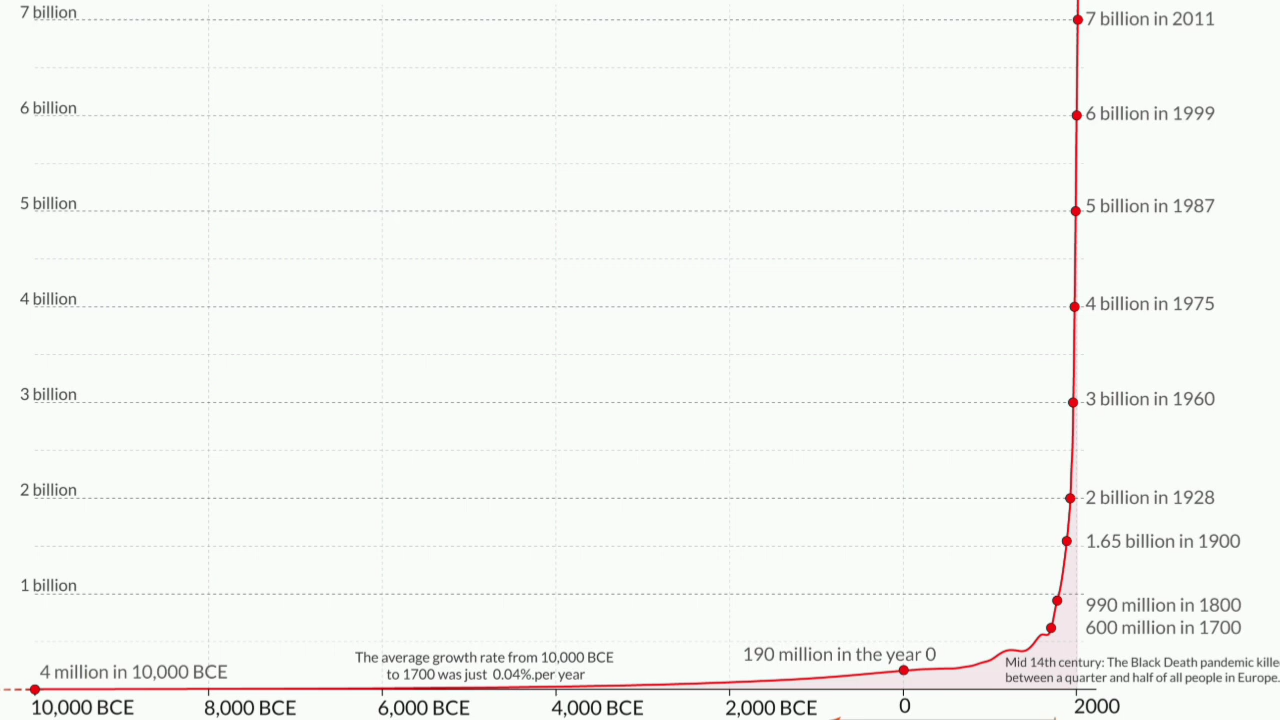 7 billion
7 billion in 2011
6 billion
6 billion in 1999
5 billion
5 billion in 1987
4 billion
4 billion in 1975
3 billion
3 billion in 1960
2 billion
2 billion in 1928
1.65 billion in 1900
1 billion
990 million in 1800
600 million in 1700
4 million in 10,000 BCE
The average growth rate from 10,000 BCE
to 1700 was just 0.04%.per year
190 million in the year 0
Mid 14th century: The Black Death pandemic kille
between a quarter and half of all people in Europe.
10,000 BCE
8,000 BCE
6,000 BCE
4,000 BCE
2,000 BCE
0
2000